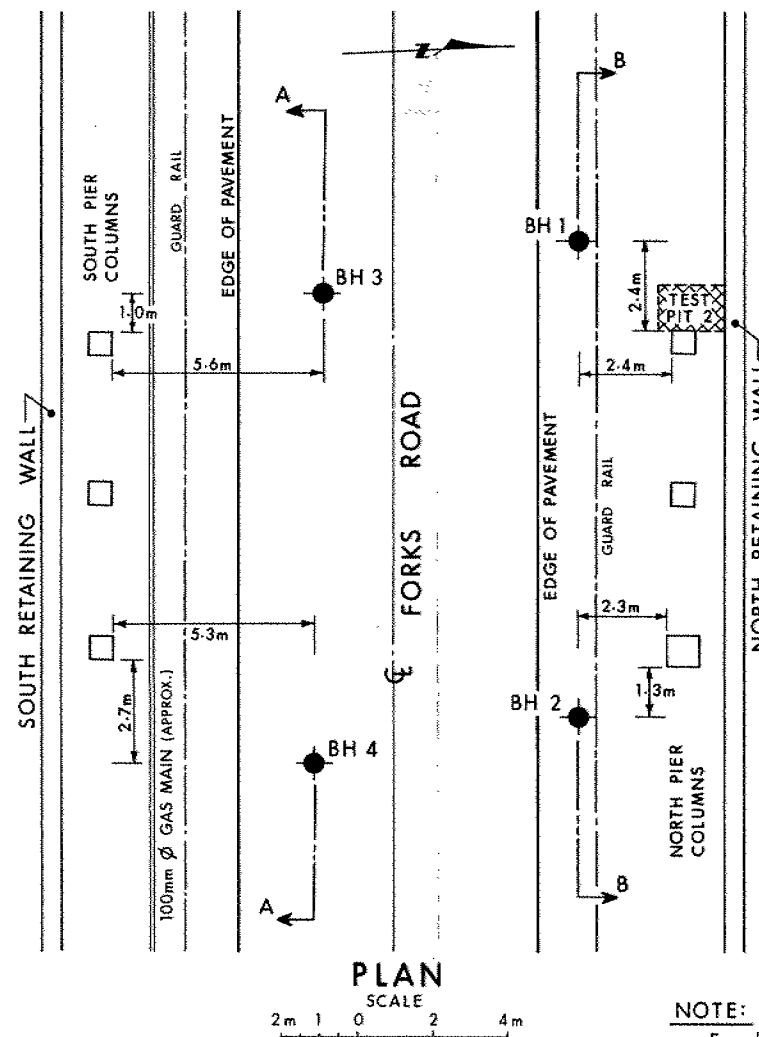 N
A
B
SOUTH PIER
COLUMNS
GUARD RAIL
EDGE OF PAVEMENT
BH 1
BH 3
1·0m
2·4m
TEST
PIT 2
5·6m
2·4m
SOUTH RETAINING WALL
FORKS ROAD
EDGE OF PAVEMENT
GUARD RAIL
NORTH RETAINING WALL
5·3m
2·3m
℄
1·3m
2·7m
BH 2
BH 4
100mm Ø GAS MAIN (APPROX.)
NORTH PIER
COLUMNS
A
B
PLAN
SCALE
2m 1 0 2 4m
NOTE: